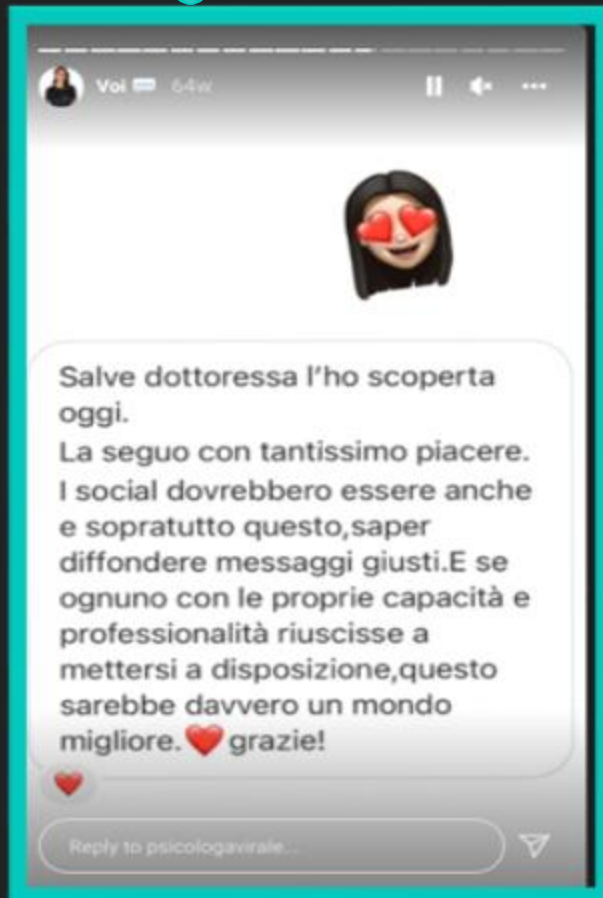 Voi 64w
Salve dottoressa l'ho scoperta
oggi.
La seguo con tantissimo piacere.
I social dovrebbero essere anche
e sopratutto questo,saper
diffondere messaggi giusti.E se
ognuno con le proprie capacità e
professionalità riuscisse a
mettersi a disposizione,questo
sarebbe davvero un mondo
migliore.❤️grazie!
Reply to psicologavirale...